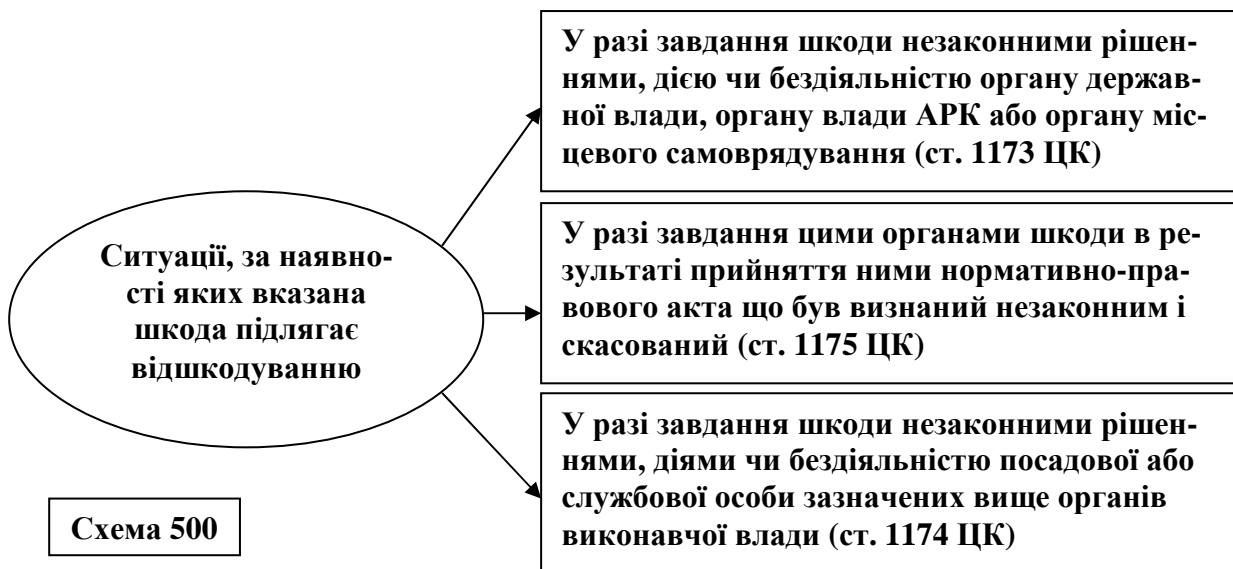 У разі завдання шкоди незаконними рішен-
нями, дією чи бездіяльністю органу держав-
ної влади, органу влади АРК або органу міс-
цевого самоврядування (ст. 1173 ЦК)
Ситуації, за наявно-
сті яких вказана
шкода підлягає
відшкодуванню
У разі завдання цими органами шкоди в ре-
зультаті прийняття ними нормативно-пра-
вового акта що був визнаний незаконним і
скасований (ст. 1175 ЦК)
У разі завдання шкоди незаконними рішен-
нями, діями чи бездіяльністю посадової або
службової особи зазначених вище органів
виконавчої влади (ст. 1174 ЦК)
Схема 500